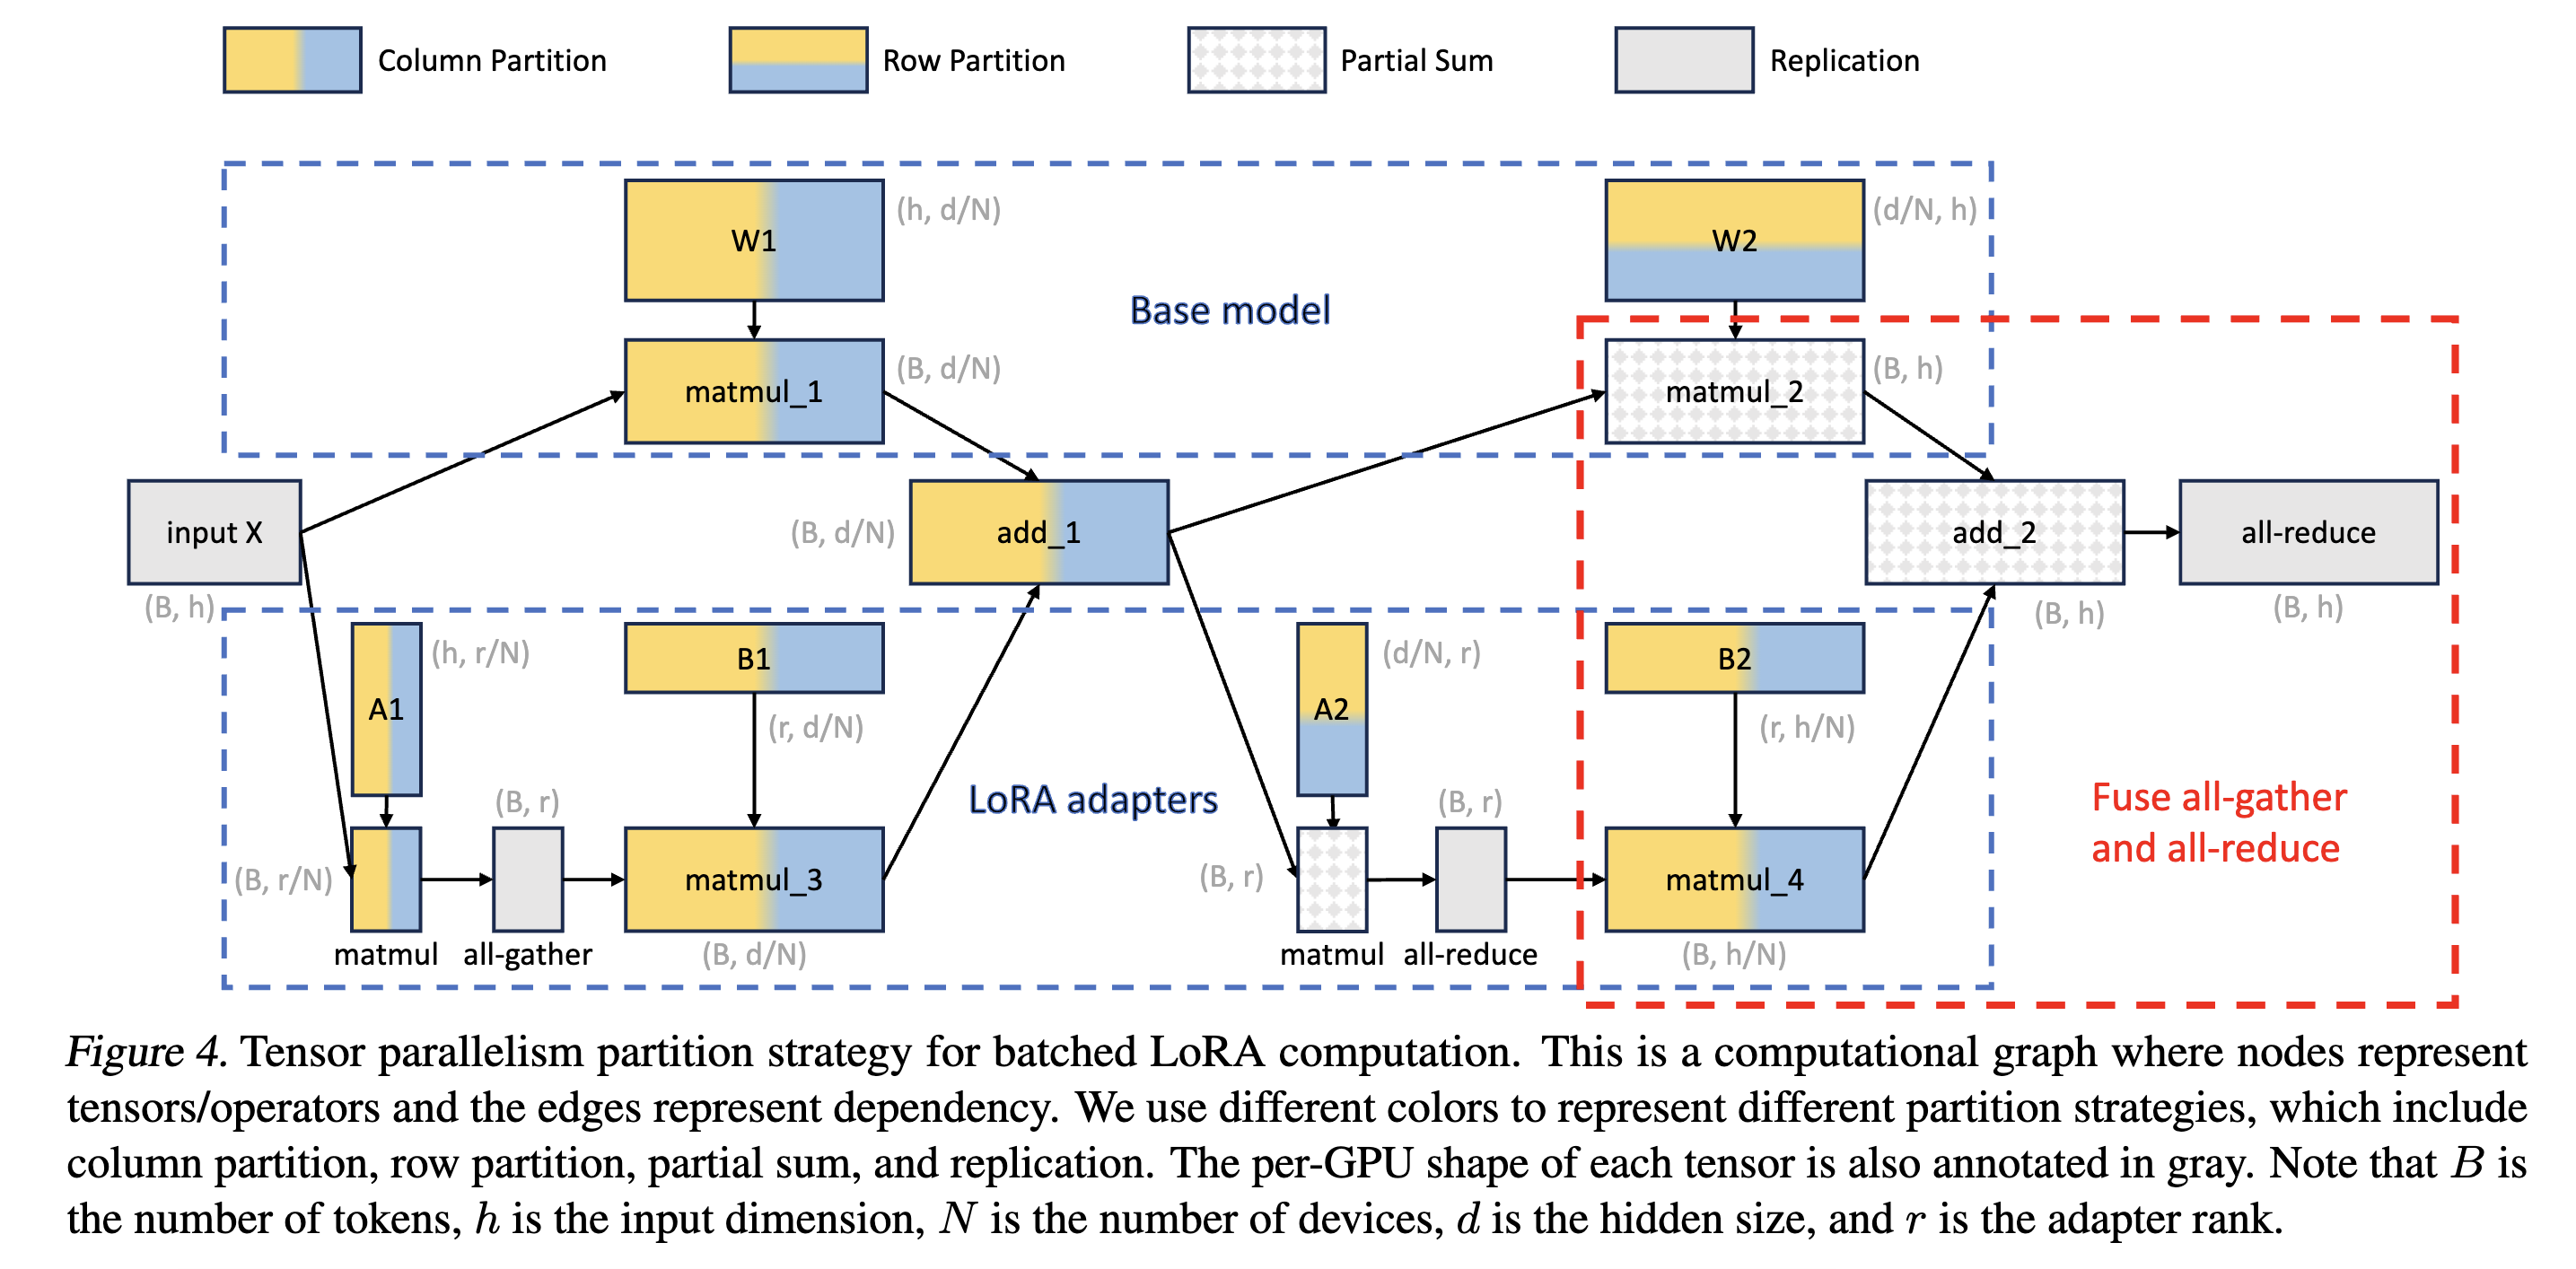 Column Partition
Row Partition
Partial Sum
Replication
W1
(h, d/N)
W2
(d/N, h)
Base model
matmul_1
(B, d/N)
matmul_2
(B, h)
input X
(B, h)
(B, d/N)
add_1
add_2
(B, h)
all-reduce
(B, h)
A1
(h, r/N)
B1
(r, d/N)
A2
(d/N, r)
B2
(r, h/N)
LoRA adapters
Fuse all-gather
and all-reduce
(B, r/N)
matmul
(B, r)
all-gather
matmul_3
(B, d/N)
(B, r)
matmul
(B, r)
all-reduce
matmul_4
(B, h/N)
Figure 4. Tensor parallelism partition strategy for batched LoRA computation. This is a computational graph where nodes represent
tensors/operators and the edges represent dependency. We use different colors to represent different partition strategies, which include
column partition, row partition, partial sum, and replication. The per-GPU shape of each tensor is also annotated in gray. Note that B is
the number of tokens, h is the input dimension, N is the number of devices, d is the hidden size, and r is the adapter rank.